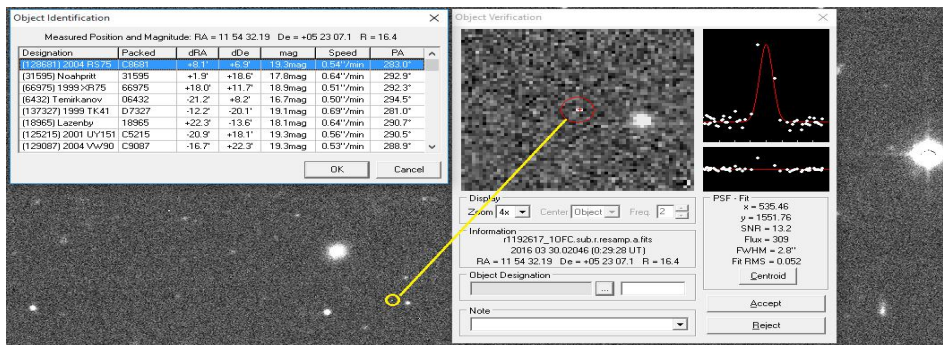 Object Identification
Measured Position and Magnitude: RA = 11 54 32.19 De = +05 23 07.1 R = 16.4
Designation Packed dRA dDe mag Speed PA
(128681) 2004 RS75 C8681 +8.1' +6.9' 19.3mag 0.54"/min 283.0°
(31595) Noahpritt 31595 +1.9' +18.6' 17.8mag 0.64"/min 292.9°
(66975) 1999 XR75 66975 +18.0' +11.7' 18.9mag 0.51"/min 292.3°
(6432) Temirkanov 06432 -21.2' +8.2' 16.7mag 0.50"/min 294.5°
(137327) 1999 TK41 D7327 -12.2' -20.1' 19.1mag 0.69"/min 281.0°
(18965) Lazenby 18965 +22.3' -13.6' 18.1mag 0.64"/min 290.7°
(125215) 2001 UY151 C5215 -20.9' +18.1' 19.3mag 0.56"/min 290.5°
(129087) 2004 VW90 C9087 -16.7' +22.3' 19.3mag 0.53"/min 288.9°
OK Cancel
Object Verification
Display
Zoom 4x Center Object Freq. 2
Information
r1192617_1OFC.sub.r.resamp.a.fits
2016 03 30.02046 (0:29:28 UT)
RA = 11 54 32.19 De = +05 23 07.1 R = 16.4
Object Designation
...
Note
PSF - Fit
x = 535.46
y = 1551.76
SNR = 13.2
Flux = 309
FWHM = 2.8"
Fit RMS = 0.052
Centroid
Accept
Reject